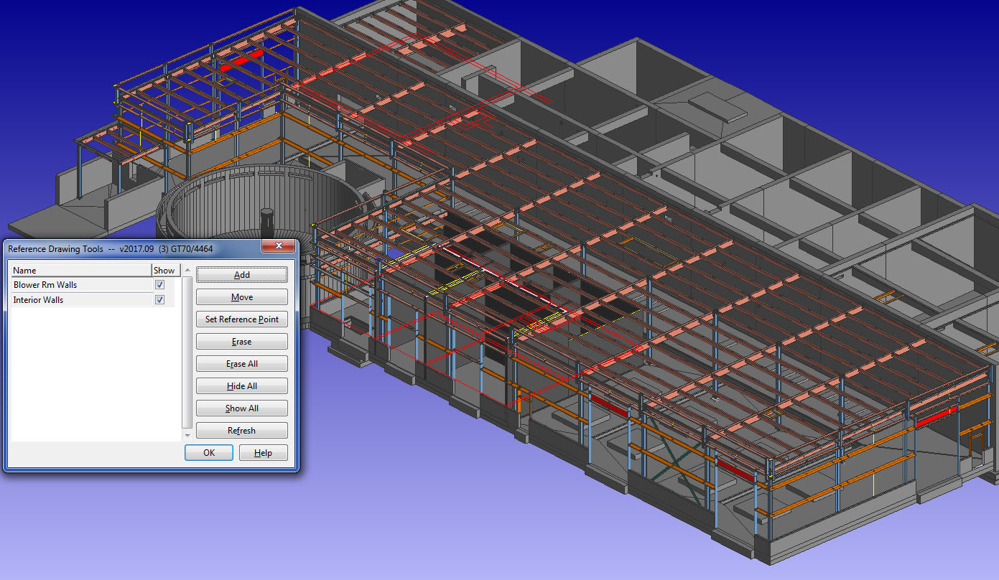 Reference Drawing Tools -- v2017.09 (3) GT70/4464
Name Show
Blower Rm Walls
Interior Walls
Add
Move
Set Reference Point
Erase
Erase All
Hide All
Show All
Refresh
OK Help